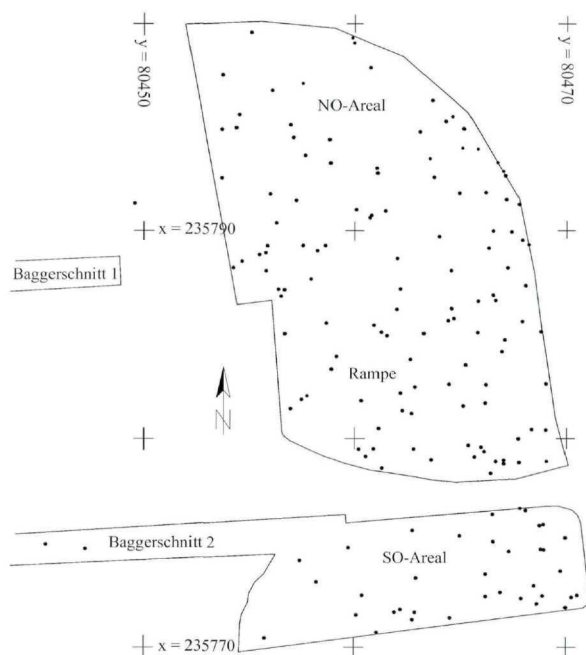 y = 80450
y = 80470
NO-Areal
x = 235790
Baggerschnitt 1
Rampe
N
Baggerschnitt 2
SO-Areal
x = 235770